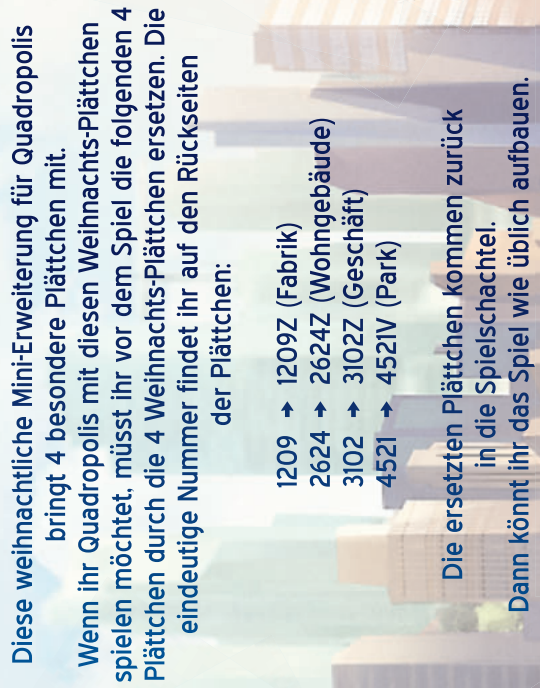 Diese weihnachtliche Mini-Erweiterung für Quadropolis
bringt 4 besondere Plättchen mit.
Wenn ihr Quadropolis mit diesen Weihnachts-Plättchen
spielen möchtet, müsst ihr vor dem Spiel die folgenden 4
Plättchen durch die 4 Weihnachts-Plättchen ersetzen. Die
eindeutige Nummer findet ihr auf den Rückseiten
der Plättchen:
1209 → 1209Z (Fabrik)
2624 → 2624Z (Wohngebäude)
3102 → 3102Z (Geschäft)
4521 → 4521V (Park)
Die ersetzten Plättchen kommen zurück
in die Spielschachtel.
Dann könnt ihr das Spiel wie üblich aufbauen.